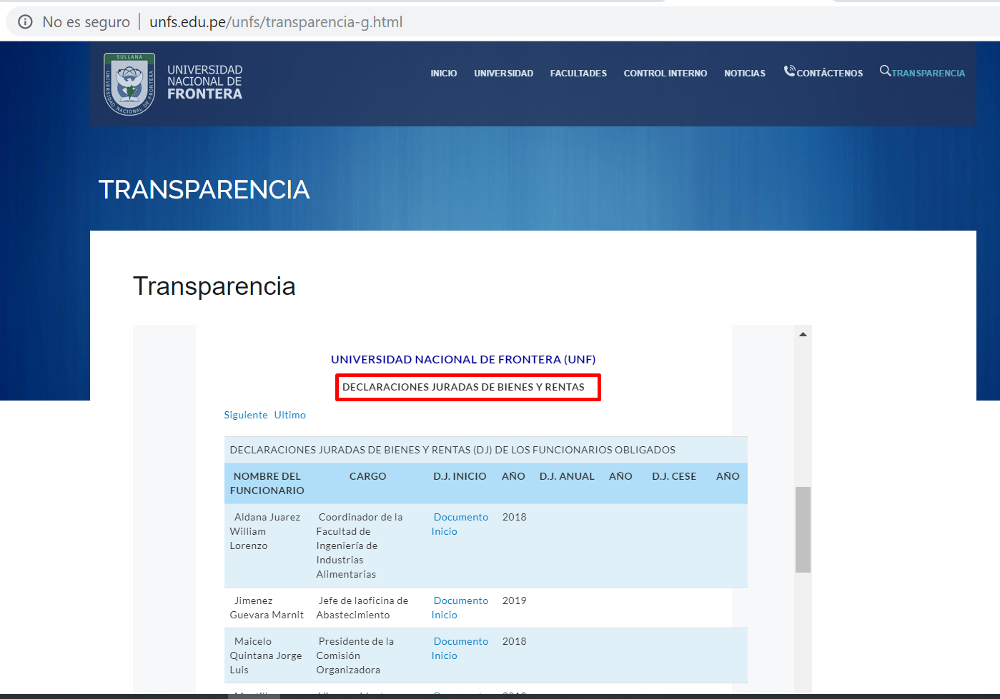 No es seguro | unfs.edu.pe/unfs/transparencia-g.html
SULLANA
UNIVERSIDAD NACIONAL DE FRONTERA
UNIVERSIDAD
NACIONAL DE
FRONTERA
INICIO UNIVERSIDAD FACULTADES CONTROL INTERNO NOTICIAS CONTÁCTENOS TRANSPARENCIA
TRANSPARENCIA
Transparencia
UNIVERSIDAD NACIONAL DE FRONTERA (UNF)
DECLARACIONES JURADAS DE BIENES Y RENTAS
Siguiente Ultimo
DECLARACIONES JURADAS DE BIENES Y RENTAS (DJ) DE LOS FUNCIONARIOS OBLIGADOS
NOMBRE DEL CARGO D.J. INICIO AÑO D.J. ANUAL AÑO D.J. CESE AÑO
FUNCIONARIO
Aldana Juarez Coordinador de la Documento 2018
William Facultad de Inicio
Lorenzo Ingeniería de
Industrias
Alimentarias
Jimenez Jefe de laoficina de Documento 2019
Guevara Marnit Abastecimiento Inicio
Maicelo Presidente de la Documento 2018
Quintana Jorge Comisión Inicio
Luis Organizadora